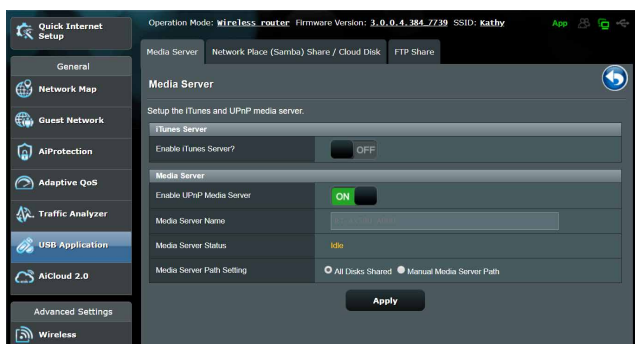 Quick Internet
Setup
Operation Mode: Wireless router Firmware Version: 3.0.0.4.384_7739 SSID: Kathy
App
Media Server
Network Place (Samba) Share / Cloud Disk
FTP Share
General
Network Map
Guest Network
AiProtection
Adaptive QoS
Traffic Analyzer
USB Application
AiCloud 2.0
Advanced Settings
Wireless
Media Server
Setup the iTunes and UPnP media server.
iTunes Server
Enable iTunes Server?
OFF
Media Server
Enable UPnP Media Server
ON
Media Server Name
Media Server Status
Idle
Media Server Path Setting
All Disks Shared
Manual Media Server Path
Apply